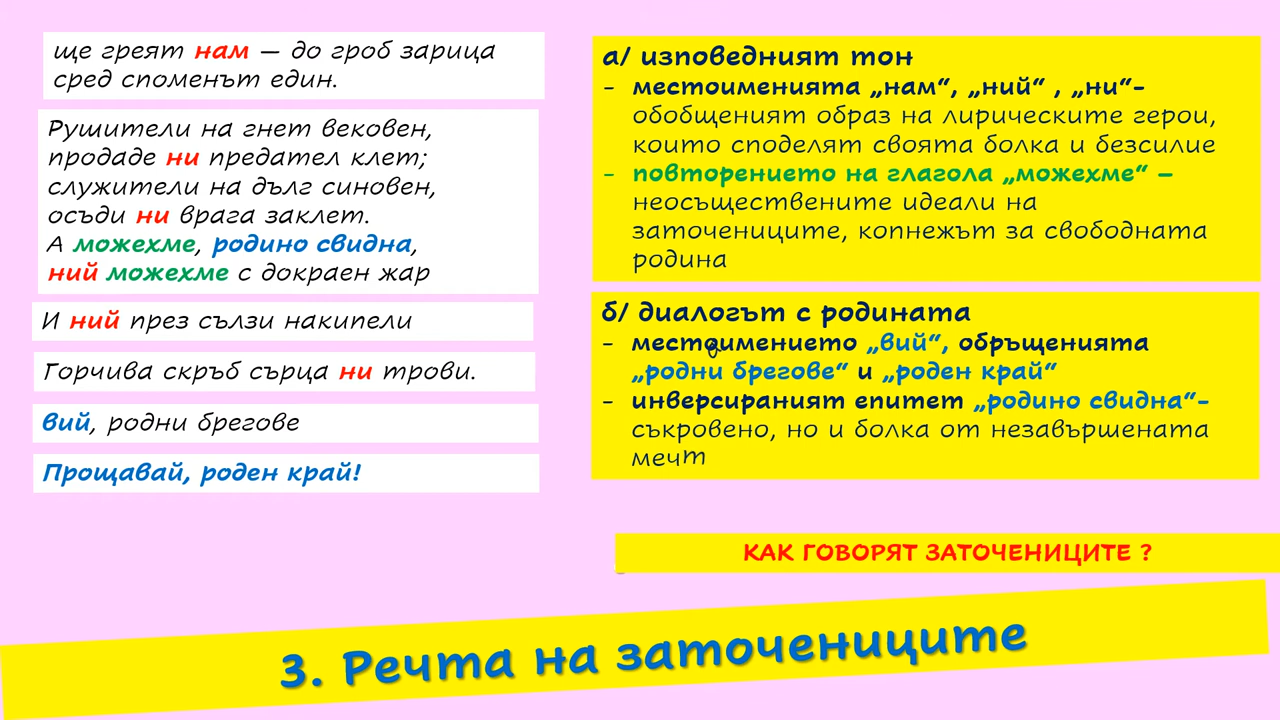 ще греят нам — до гроб зарица
сред споменът един.
Рушители на гнет вековен,
продаде ни предател клет;
служители на дълг синовен,
осъди ни врага заклет.
А можехме, родино свидна,
ний можехме с докраен жар
И ний през сълзи накипели
Горчива скръб сърца ни трови.
вий, родни брегове
Прощавай, роден край!
а/ изповедният тон
- местоименията „нам“, „ний“ , „ни“-
обобщеният образ на лирическите герои,
които споделят своята болка и безсилие
- повторението на глагола „можехме“ –
неосъществените идеали на
заточениците, копнежът за свободната
родина
б/ диалогът с родината
- местоимението „вий“, обръщенията
„родни брегове“ и „роден край“
- инверсираният епитет „родино свидна“-
съкровено, но и болка от незавършената
мечт
КАК ГОВОРЯТ ЗАТОЧЕНИЦИТЕ ?
3. Речта на заточениците